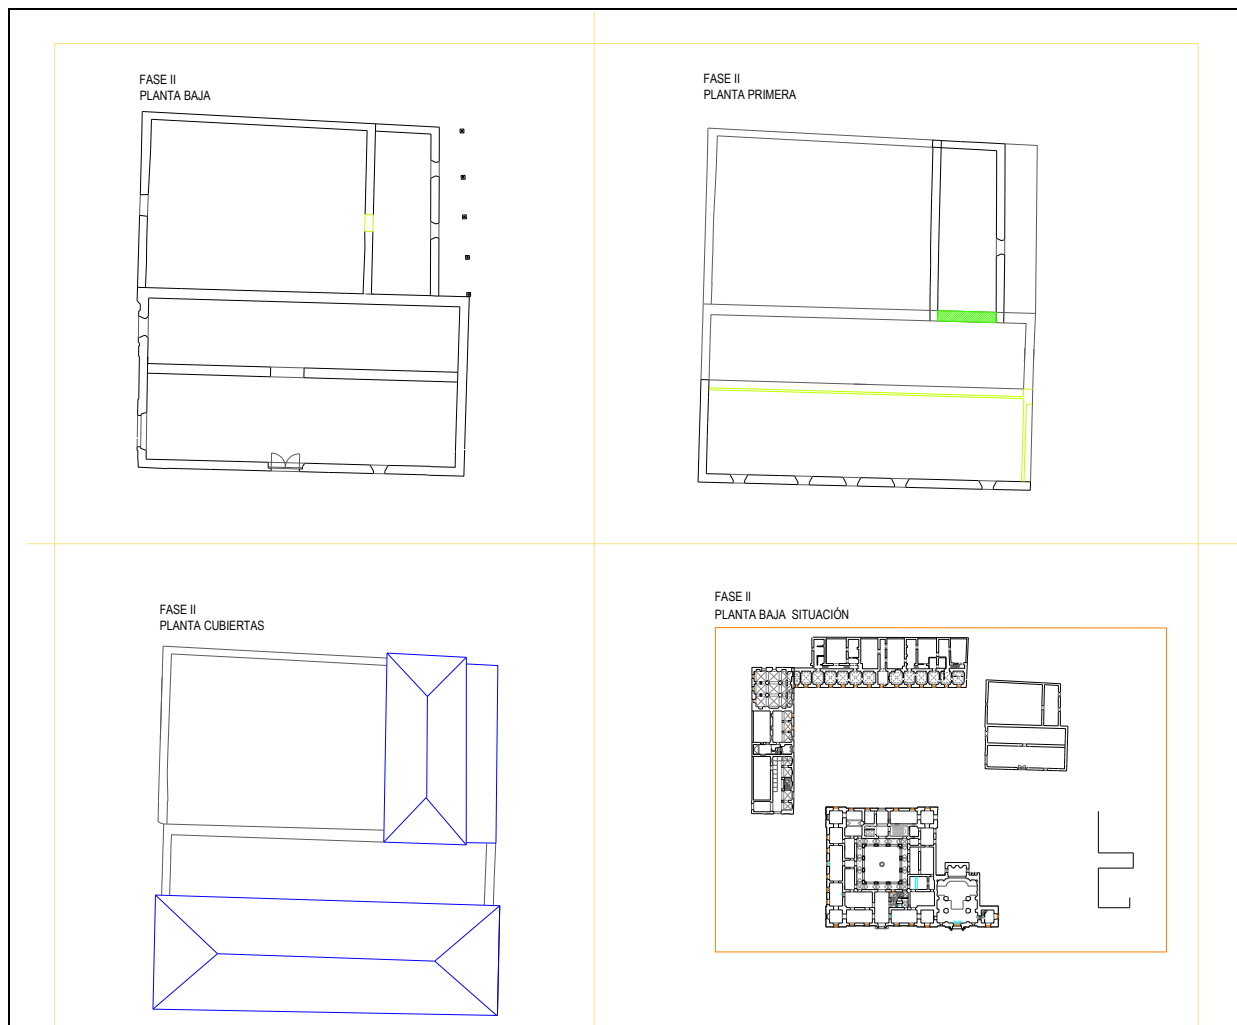 FASE II
PLANTA BAJA
FASE II
PLANTA PRIMERA
FASE II
PLANTA CUBIERTAS
FASE II
PLANTA BAJA SITUACIÓN